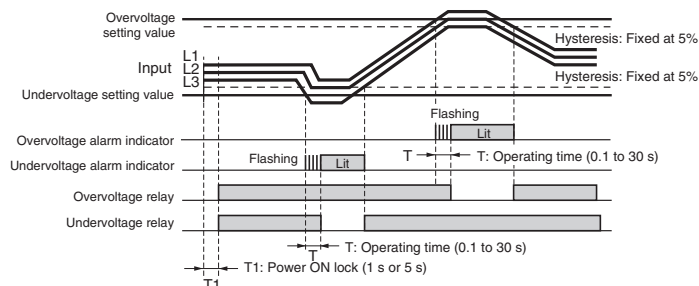 Overvoltage
setting value
Hysteresis: Fixed at 5%
L1
Input L2
L3
Hysteresis: Fixed at 5%
Undervoltage setting value
Flashing
Overvoltage alarm indicator
Lit
Flashing
T
T: Operating time (0.1 to 30 s)
Undervoltage alarm indicator
Lit
Overvoltage relay
Undervoltage relay
T
T: Operating time (0.1 to 30 s)
T1: Power ON lock (1 s or 5 s)
T1